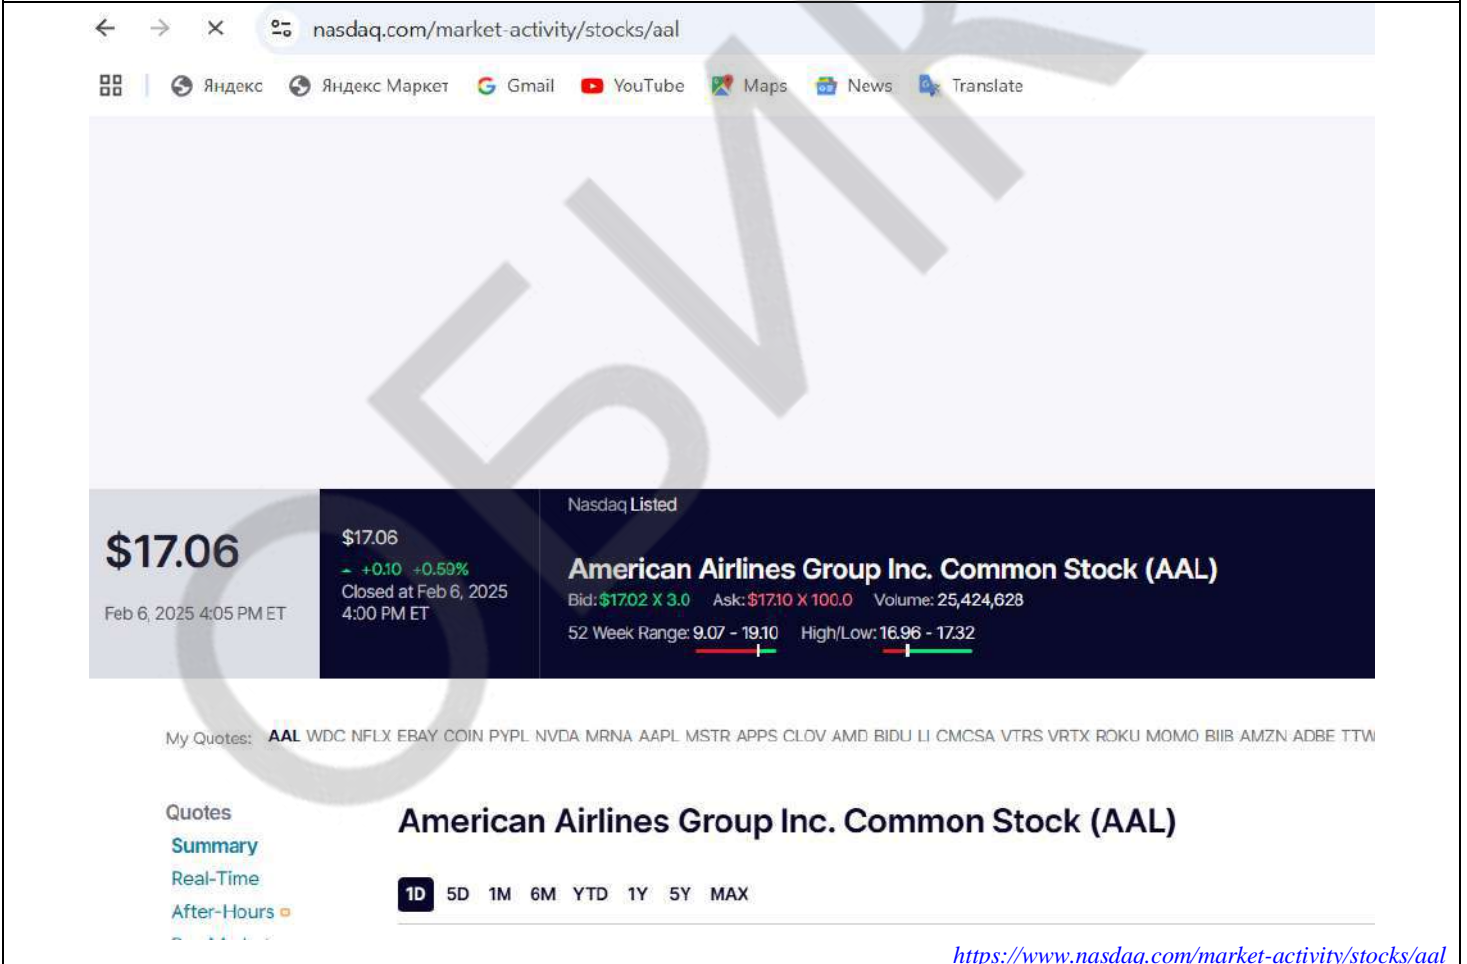 nasdaq.com/market-activity/stocks/aal
Яндекс Яндекс Маркет Gmail YouTube Maps News Translate
ОБИК
Nasdaq Listed
$17.06
$17.06
+0.10 +0.59%
Closed at Feb 6, 2025
4:00 PM ET
Feb 6, 2025 4:05 PM ET
American Airlines Group Inc. Common Stock (AAL)
Bid: $17.02 X 3.0 Ask: $17.10 X 100.0 Volume: 25,424,628
52 Week Range: 9.07 - 19.10 High/Low: 16.96 - 17.32
My Quotes: AAL WDC NFLX EBAY COIN PYPL NVDA MRNA AAPL MSTR APPS CLOV AMD BIDU LI CMCSA VTRS VRTX ROKU MOMO BIIB AMZN ADBE TTW
Quotes
Summary
Real-Time
After-Hours
American Airlines Group Inc. Common Stock (AAL)
1D 5D 1M 6M YTD 1Y 5Y MAX
https://www.nasdaq.com/market-activity/stocks/aal